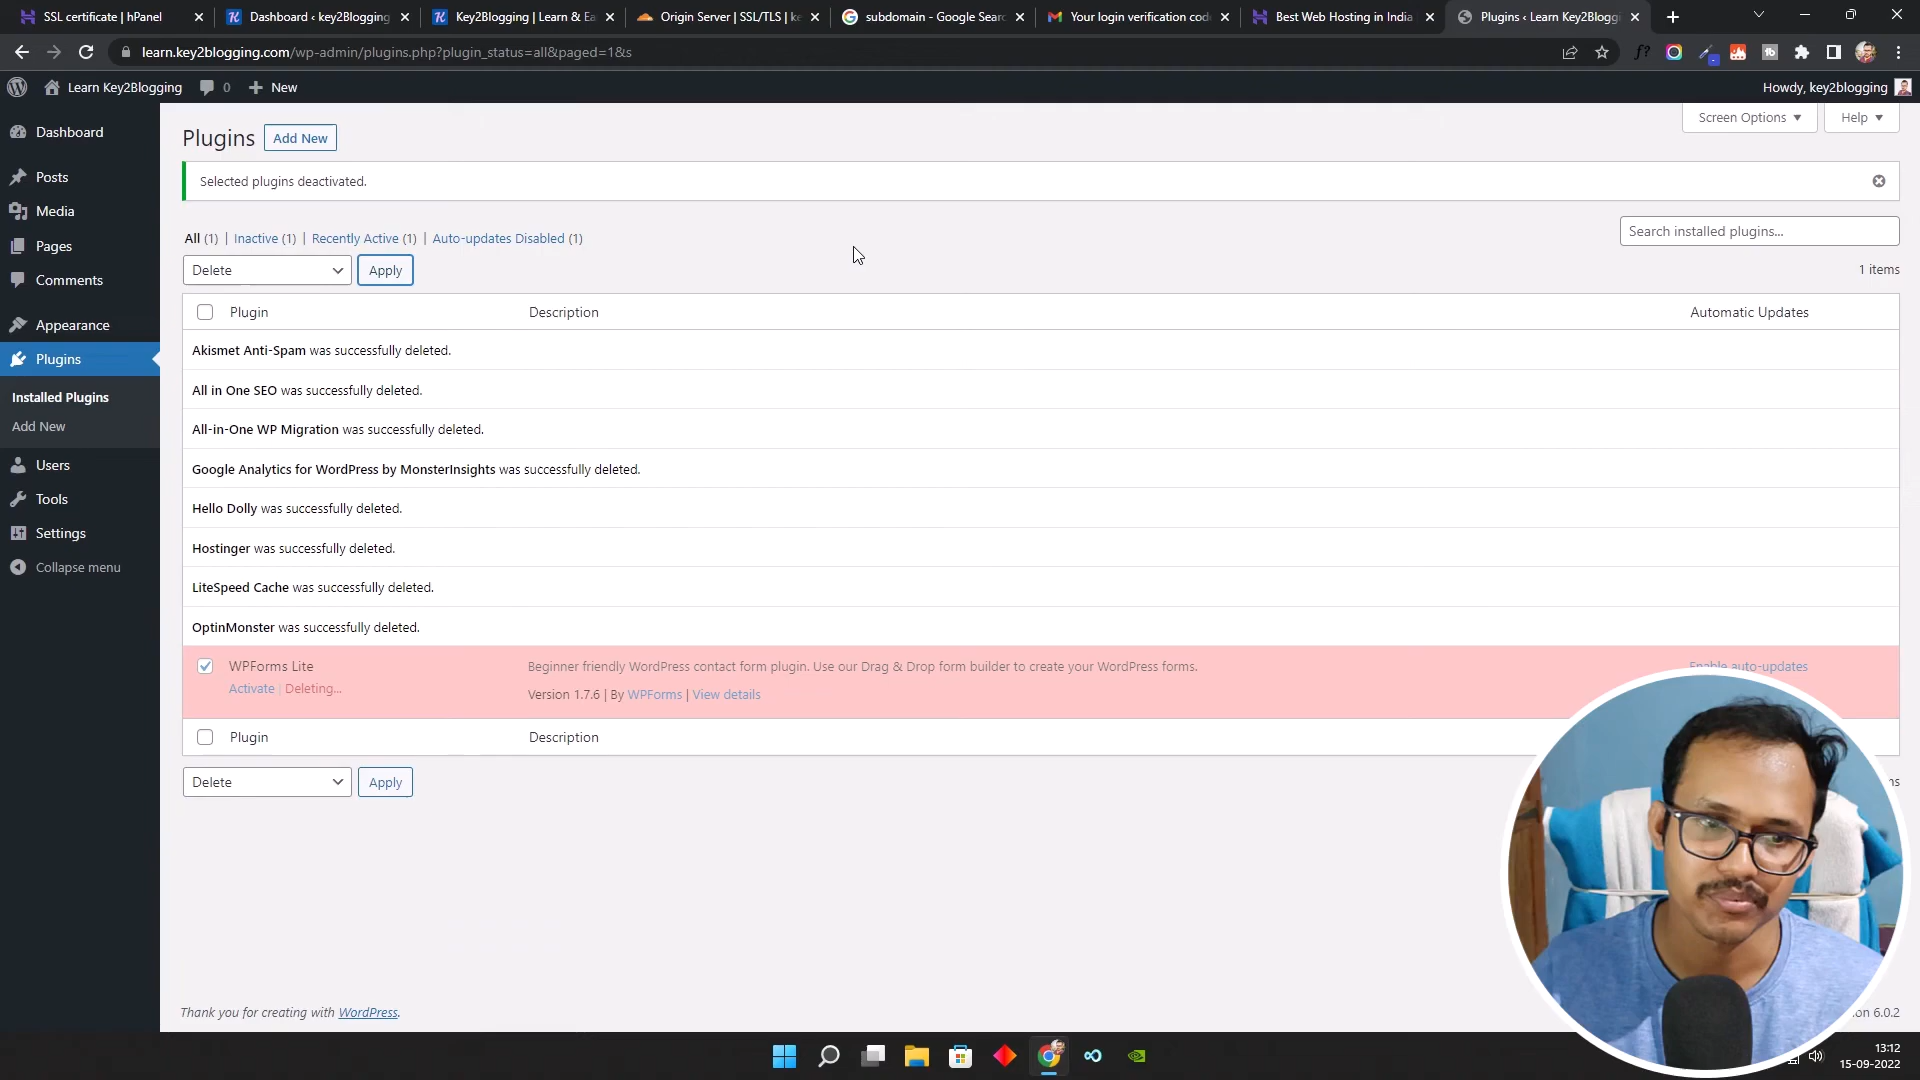 SSL certificate | hPanel
Dashboard ‹ key2Blogging
Key2Blogging | Learn & Ea
Origin Server | SSL/TLS | ke
subdomain - Google Searc
Your login verification code
Best Web Hosting in India
Plugins ‹ Learn Key2Bloggi
learn.key2blogging.com/wp-admin/plugins.php?plugin_status=all&paged=1&s
Learn Key2Blogging
0
New
Howdy, key2blogging
Dashboard
Posts
Media
Pages
Comments
Appearance
Plugins
Installed Plugins
Add New
Users
Tools
Settings
Collapse menu
Screen Options
Help
Plugins
Add New
Selected plugins deactivated.
All (1) | Inactive (1) | Recently Active (1) | Auto-updates Disabled (1)
Search installed plugins...
Delete
Apply
1 items
Plugin
Description
Automatic Updates
Akismet Anti-Spam was successfully deleted.
All in One SEO was successfully deleted.
All-in-One WP Migration was successfully deleted.
Google Analytics for WordPress by MonsterInsights was successfully deleted.
Hello Dolly was successfully deleted.
Hostinger was successfully deleted.
LiteSpeed Cache was successfully deleted.
OptinMonster was successfully deleted.
WPForms Lite
Activate | Deleting...
Beginner friendly WordPress contact form plugin. Use our Drag & Drop form builder to create your WordPress forms.
Version 1.7.6 | By WPForms | View details
Enable auto-updates
Plugin
Description
Delete
Apply
Thank you for creating with WordPress.
on 6.0.2
13:12
15-09-2022